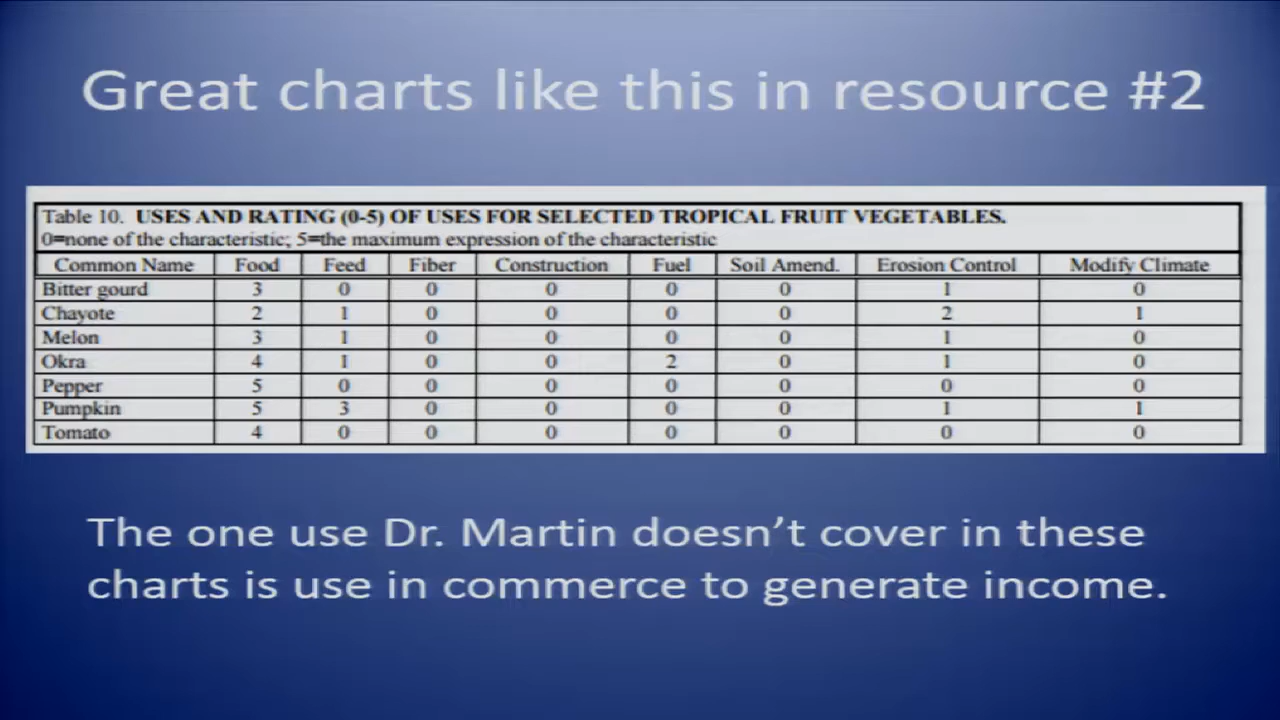 Great charts like this in resource #2
Table 10. USES AND RATING (0-5) OF USES FOR SELECTED TROPICAL FRUIT VEGETABLES.
0=none of the characteristic; 5=the maximum expression of the characteristic
Common Name Food Feed Fiber Construction Fuel Soil Amend. Erosion Control Modify Climate
Bitter gourd 3 0 0 0 0 0 1 0
Chayote 2 1 0 0 0 0 2 1
Melon 3 1 0 0 0 0 1 0
Okra 4 1 0 0 2 0 1 0
Pepper 5 0 0 0 0 0 0 0
Pumpkin 5 3 0 0 0 0 1 1
Tomato 4 0 0 0 0 0 0 0
The one use Dr. Martin doesn’t cover in these
charts is use in commerce to generate income.